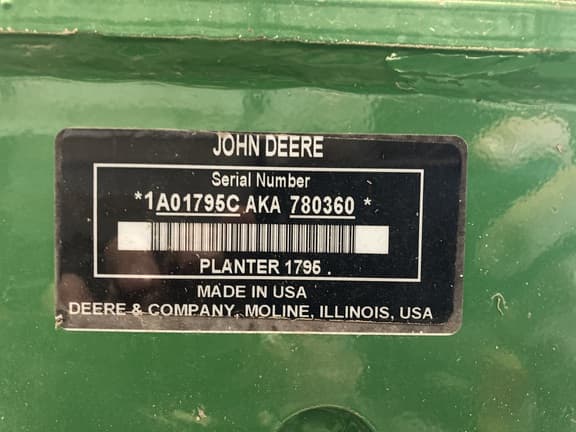 JOHN DEERE
Serial Number
*1A01795C AKA 780360 *
PLANTER 1795
MADE IN USA
DEERE & COMPANY, MOLINE, ILLINOIS, USA